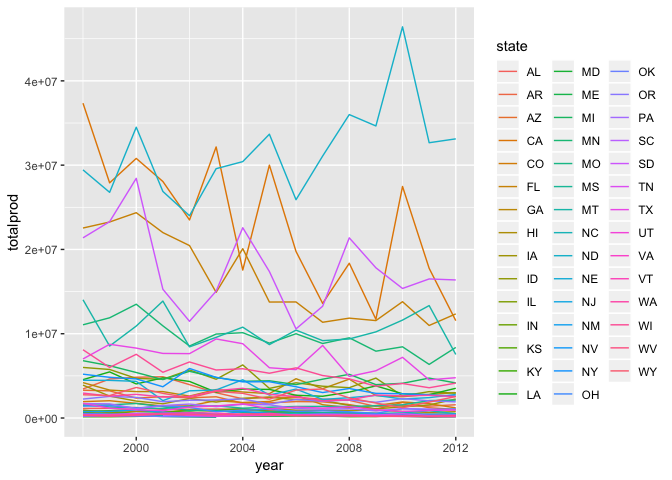 totalprod
4e+07
3e+07
2e+07
1e+07
0e+00
2000 2004 2008 2012
year
state
AL MD OK
AR ME OR
AZ MI PA
CA MN SC
CO MO SD
FL MS TN
GA MT TX
HI NC UT
IA ND VA
ID NE VT
IL NJ WA
IN NM WI
KS NV WV
KY NY WY
LA OH